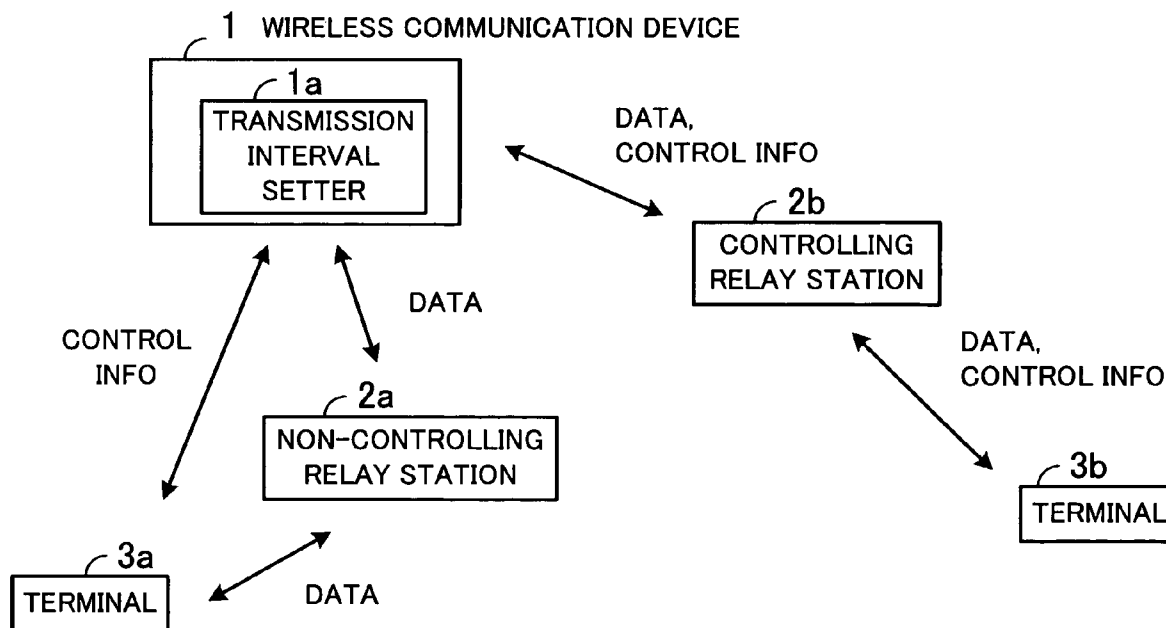 1 WIRELESS COMMUNICATION DEVICE
1a
TRANSMISSION
INTERVAL
SETTER
DATA,
CONTROL INFO
2b
CONTROLLING
RELAY STATION
DATA
CONTROL
INFO
DATA,
CONTROL INFO
2a
NON-CONTROLLING
RELAY STATION
3b
TERMINAL
3a
TERMINAL
DATA